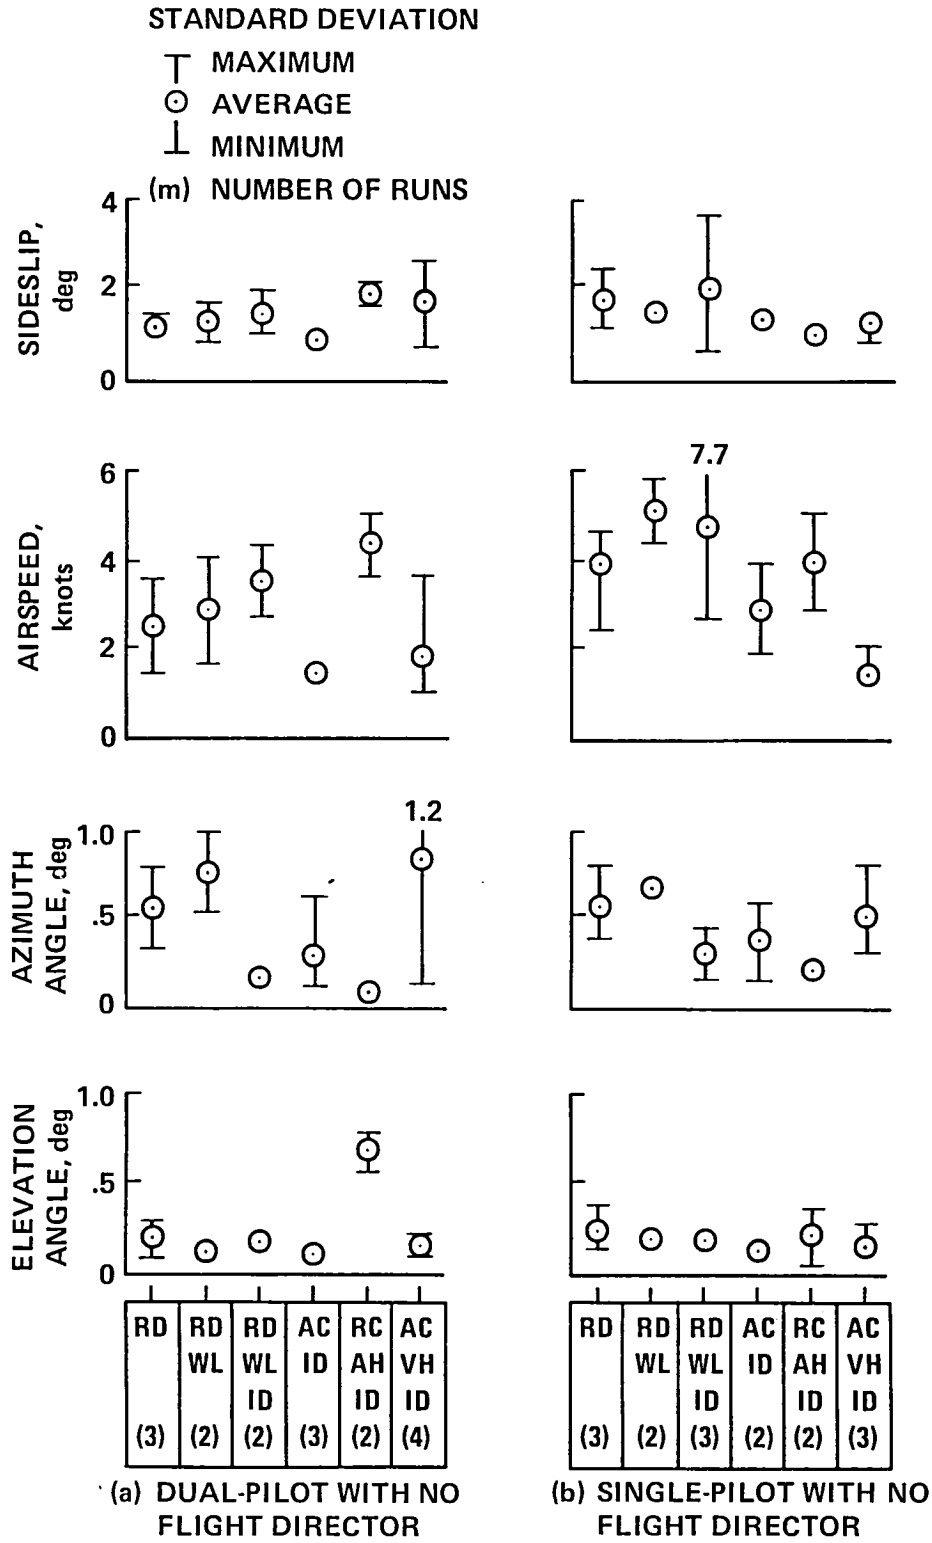 STANDARD DEVIATION
MAXIMUM
AVERAGE
MINIMUM
(m) NUMBER OF RUNS
SIDESLIP,
deg
4
2
0
AIRSPEED,
knots
6
4
2
0
7.7
AZIMUTH
ANGLE, deg
1.0
.5
0
1.2
ELEVATION
ANGLE, deg
1.0
.5
0
RD RD RD AC RC AC
WL WL ID AH VH
ID ID ID
(3) (2) (2) (3) (2) (4)
RD RD RD AC RC AC
WL WL ID AH VH
ID ID ID
(3) (2) (3) (2) (2) (3)
(a) DUAL-PILOT WITH NO
FLIGHT DIRECTOR
(b) SINGLE-PILOT WITH NO
FLIGHT DIRECTOR